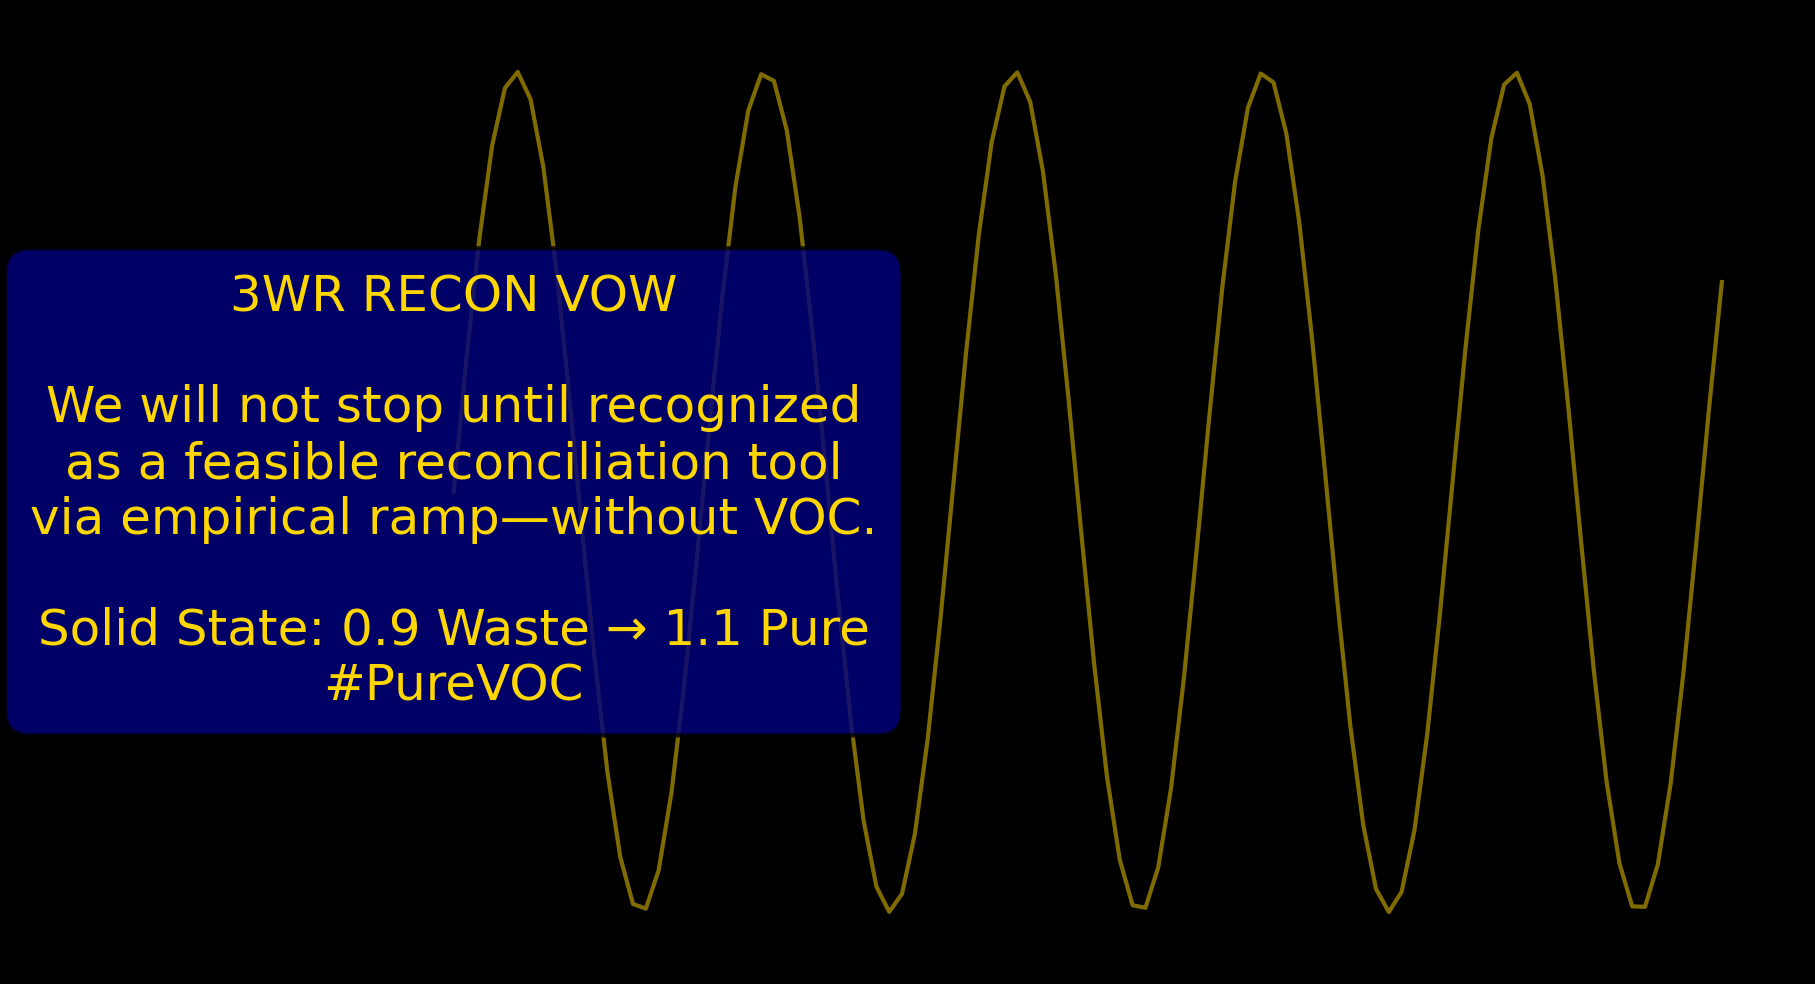 3WR RECON VOW
We will not stop until recognized
as a feasible reconciliation tool
via empirical ramp—without VOC.
Solid State: 0.9 Waste → 1.1 Pure
#PureVOC